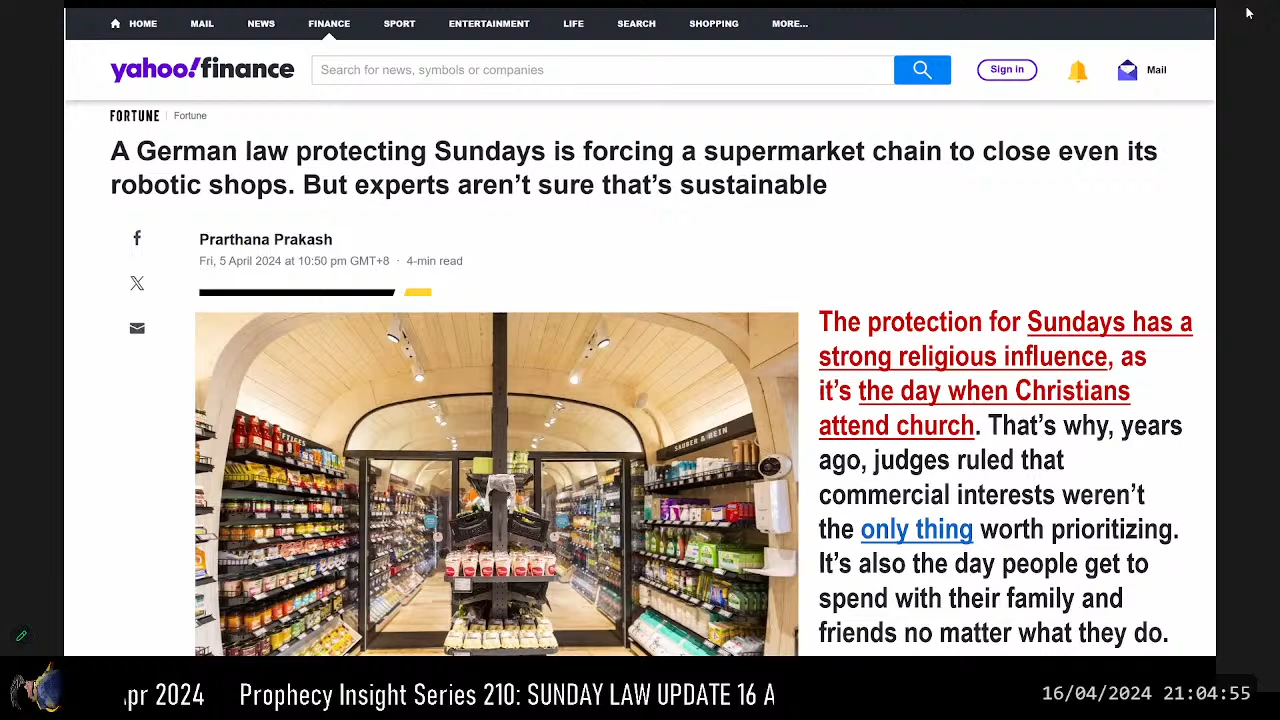 HOME MAIL NEWS FINANCE SPORT ENTERTAINMENT LIFE SEARCH SHOPPING MORE...
yahoo!finance
Search for news, symbols or companies
Sign in
Mail
FORTUNE Fortune
A German law protecting Sundays is forcing a supermarket chain to close even its
robotic shops. But experts aren't sure that's sustainable
Prarthana Prakash
Fri, 5 April 2024 at 10:50 pm GMT+8 · 4-min read
SAUBER & REIN
The protection for Sundays has a
strong religious influence, as
it's the day when Christians
attend church. That's why, years
ago, judges ruled that
commercial interests weren't
the only thing worth prioritizing.
It's also the day people get to
spend with their family and
friends no matter what they do.
pr 2024 Prophecy Insight Series 210: SUNDAY LAW UPDATE 16 A
16/04/2024 21:04:55